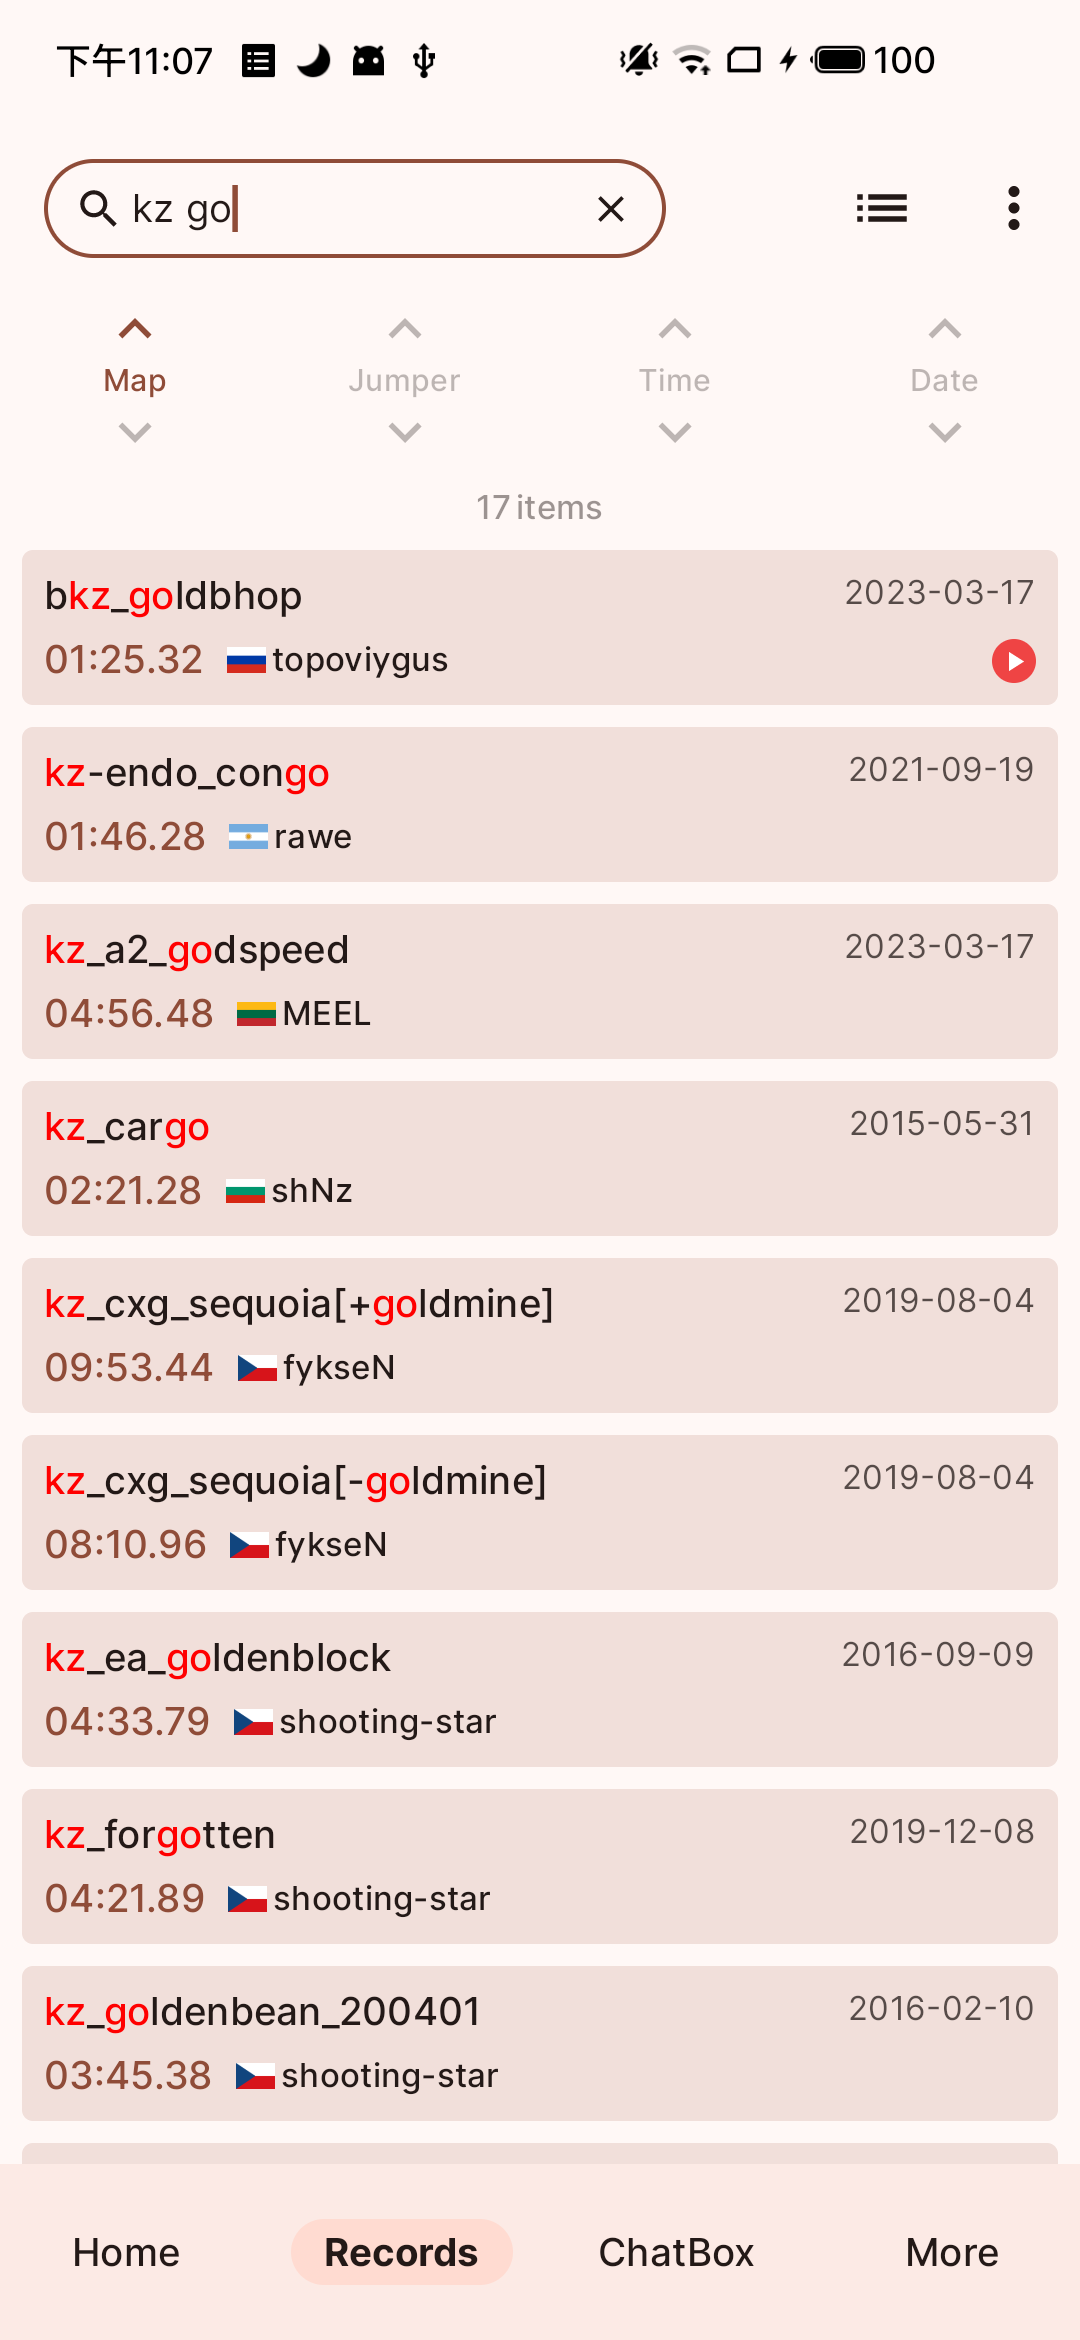 下午11:07 100
kz go
Map Jumper Time Date
17 items
bkz_goldbhop 2023-03-17
01:25.32 topoviygus
kz-endo_congo 2021-09-19
01:46.28 rawe
kz_a2_godspeed 2023-03-17
04:56.48 MEEL
kz_cargo 2015-05-31
02:21.28 shNz
kz_cxg_sequoia[+goldmine] 2019-08-04
09:53.44 fykseN
kz_cxg_sequoia[-goldmine] 2019-08-04
08:10.96 fykseN
kz_ea_goldenblock 2016-09-09
04:33.79 shooting-star
kz_forgotten 2019-12-08
04:21.89 shooting-star
kz_goldenbean_200401 2016-02-10
03:45.38 shooting-star
Home Records ChatBox More